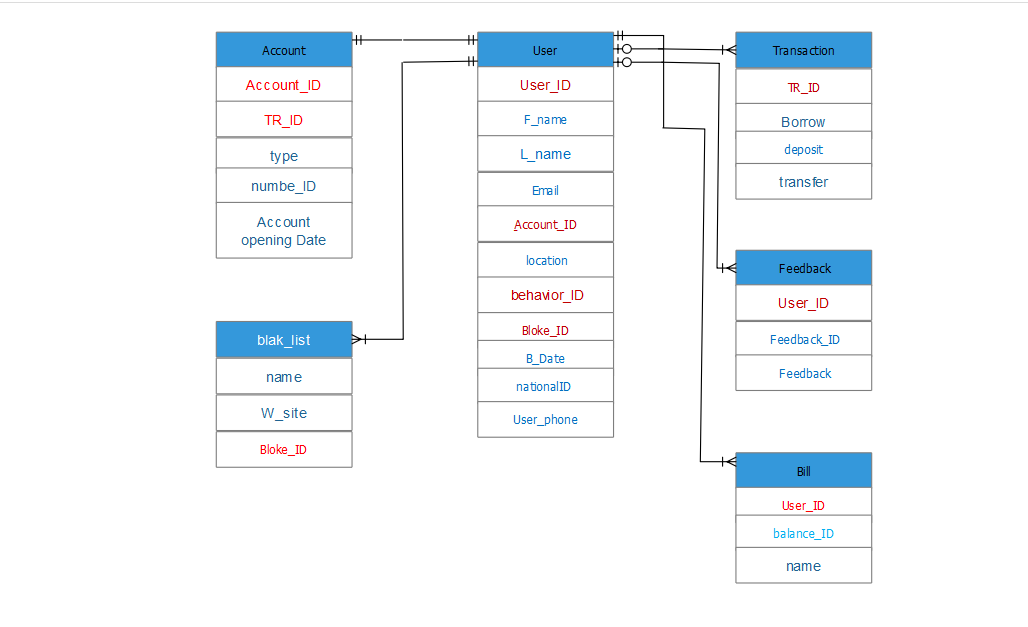 Account
Account_ID
TR_ID
type
numbe_ID
Account
opening Date
blak_list
name
W_site
Bloke_ID
User
User_ID
F_name
L_name
Email
Account_ID
location
behavior_ID
Bloke_ID
B_Date
nationalID
User_phone
Transaction
TR_ID
Borrow
deposit
transfer
Feedback
User_ID
Feedback_ID
Feedback
Bill
User_ID
balance_ID
name